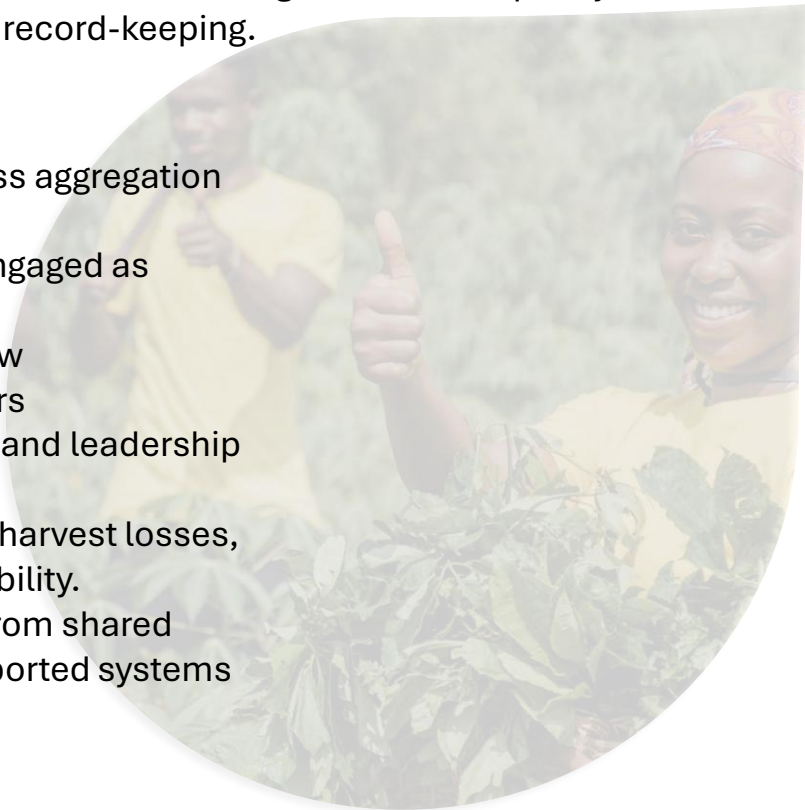 record-keeping.
ss aggregation
ngaged as
w
rs
and leadership
harvest losses,
bility.
rom shared
ported systems